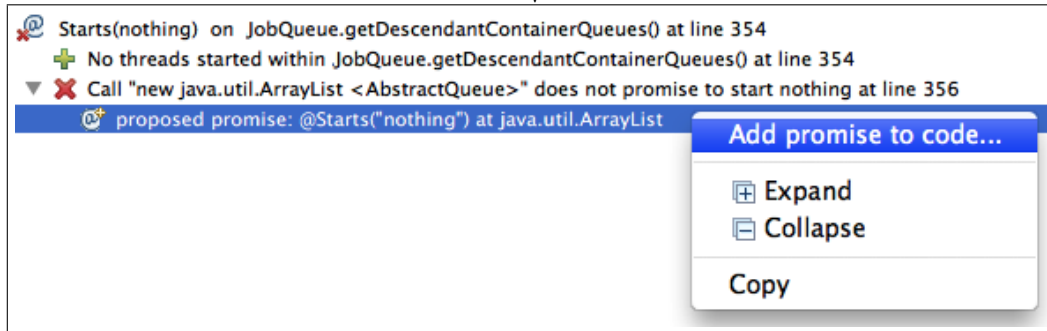 Starts(nothing) on JobQueue.getDescendantContainerQueues() at line 354
No threads started within JobQueue.getDescendantContainerQueues() at line 354
Call "new java.util.ArrayList <AbstractQueue>" does not promise to start nothing at line 356
proposed promise: @Starts("nothing") at java.util.ArrayList
Add promise to code...
Expand
Collapse
Copy